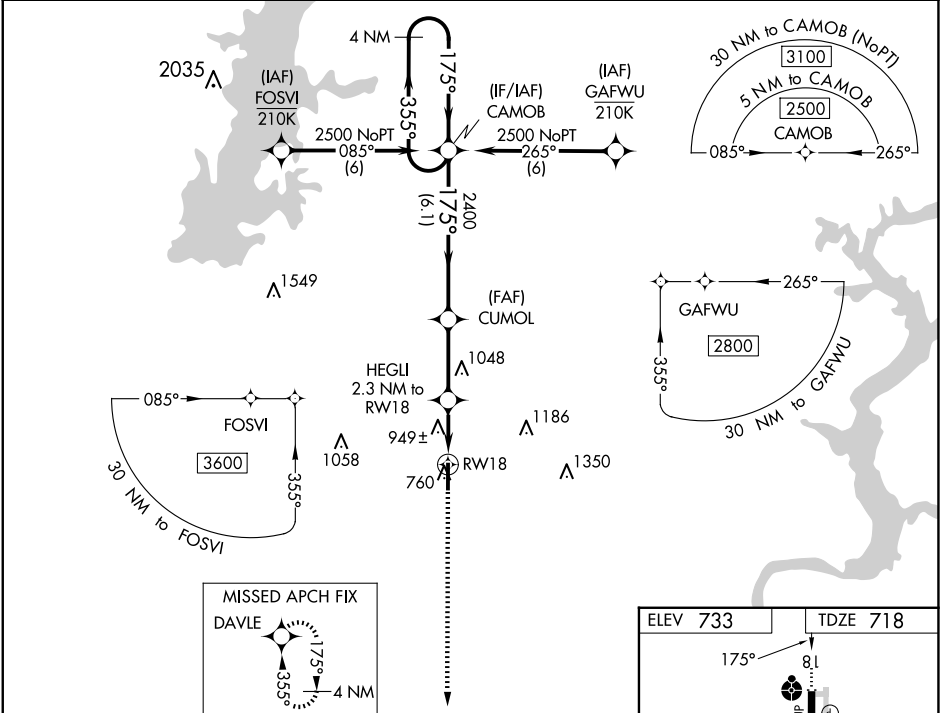 2035
(IAF)
FOSVI
210K
4 NM
175°
355°
(IF/IAF)
CAMOB
(IAF)
GAFWU
210K
2500 NoPT
085°
(6)
2500 NoPT
265°
(6)
30 NM to CAMOB (NoPT)
3100
5 NM to CAMOB
2500
CAMOB
085°
265°
2400
175°
(6.1)
1549
(FAF)
CUMOL
1048
HEGLI
2.3 NM to
RW18
949±
1186
1058
760
RW18
1350
GAFWU
265°
2800
355°
30 NM to GAFWU
085°
FOSVI
3600
355°
30 NM to FOSVI
MISSED APCH FIX
DAVLE
175°
355°
4 NM
ELEV 733
TDZE 718
175°
18